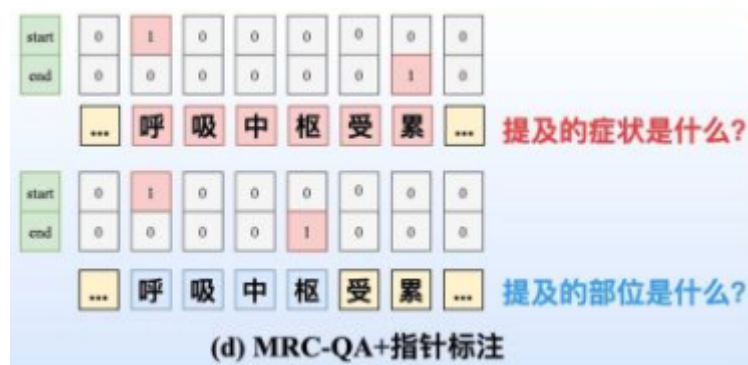 start 0 1 0 0 0 0 0 0
end 0 0 0 0 0 0 1 0
... 呼 吸 中 枢 受 累 ... 提及的症状是什么?
start 0 1 0 0 0 0 0 0
end 0 0 0 0 1 0 0 0
... 呼 吸 中 枢 受 累 ... 提及的部位是什么?
(d) MRC-QA+指针标注